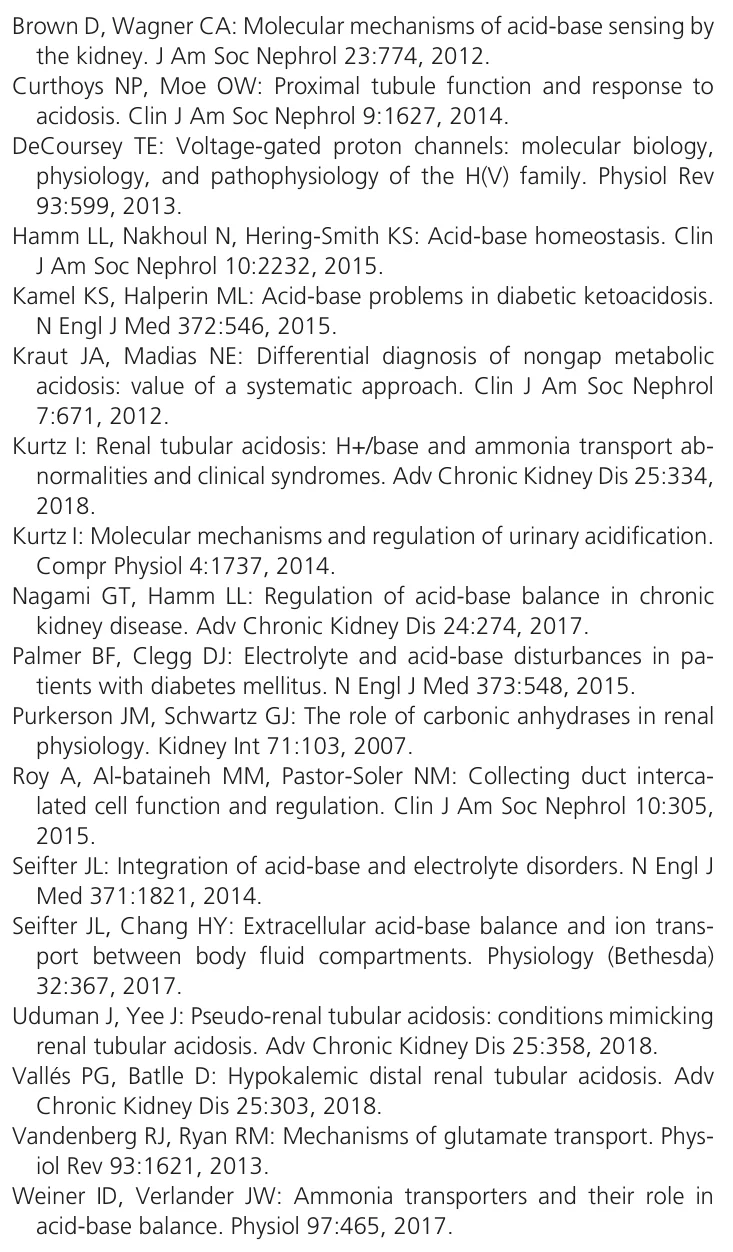 Brown D, Wagner CA: Molecular mechanisms of acid-base sensing by
the kidney. J Am Soc Nephrol 23:774, 2012.
Curthoys NP, Moe OW: Proximal tubule function and response to
acidosis. Clin J Am Soc Nephrol 9:1627, 2014.
DeCoursey TE: Voltage-gated proton channels: molecular biology,
physiology, and pathophysiology of the H(V) family. Physiol Rev
93:599, 2013.
Hamm LL, Nakhoul N, Hering-Smith KS: Acid-base homeostasis. Clin
J Am Soc Nephrol 10:2232, 2015.
Kamel KS, Halperin ML: Acid-base problems in diabetic ketoacidosis.
N Engl J Med 372:546, 2015.
Kraut JA, Madias NE: Differential diagnosis of nongap metabolic
acidosis: value of a systematic approach. Clin J Am Soc Nephrol
7:671, 2012.
Kurtz I: Renal tubular acidosis: H+/base and ammonia transport ab-
normalities and clinical syndromes. Adv Chronic Kidney Dis 25:334,
2018.
Kurtz I: Molecular mechanisms and regulation of urinary acidification.
Compr Physiol 4:1737, 2014.
Nagami GT, Hamm LL: Regulation of acid-base balance in chronic
kidney disease. Adv Chronic Kidney Dis 24:274, 2017.
Palmer BF, Clegg DJ: Electrolyte and acid-base disturbances in pa-
tients with diabetes mellitus. N Engl J Med 373:548, 2015.
Purkerson JM, Schwartz GJ: The role of carbonic anhydrases in renal
physiology. Kidney Int 71:103, 2007.
Roy A, Al-bataineh MM, Pastor-Soler NM: Collecting duct interca-
lated cell function and regulation. Clin J Am Soc Nephrol 10:305,
2015.
Seifter JL: Integration of acid-base and electrolyte disorders. N Engl J
Med 371:1821, 2014.
Seifter JL, Chang HY: Extracellular acid-base balance and ion trans-
port between body fluid compartments. Physiology (Bethesda)
32:367, 2017.
Uduman J, Yee J: Pseudo-renal tubular acidosis: conditions mimicking
renal tubular acidosis. Adv Chronic Kidney Dis 25:358, 2018.
Vallés PG, Batlle D: Hypokalemic distal renal tubular acidosis. Adv
Chronic Kidney Dis 25:303, 2018.
Vandenberg RJ, Ryan RM: Mechanisms of glutamate transport. Phys-
iol Rev 93:1621, 2013.
Weiner ID, Verlander JW: Ammonia transporters and their role in
acid-base balance. Physiol 97:465, 2017.